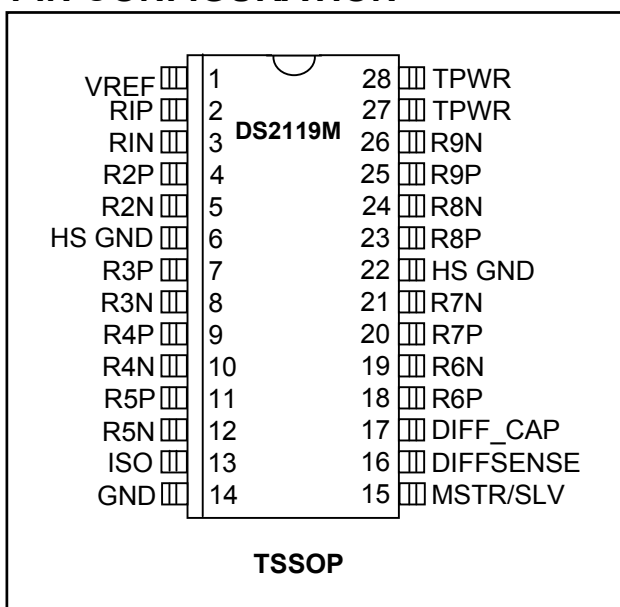 VREF 1 28 TPWR
RIP 2 27 TPWR
DS2119M
RIN 3 26 R9N
R2P 4 25 R9P
R2N 5 24 R8N
HS GND 6 23 R8P
R3P 7 22 HS GND
R3N 8 21 R7N
R4P 9 20 R7P
R4N 10 19 R6N
R5P 11 18 R6P
R5N 12 17 DIFF_CAP
ISO 13 16 DIFFSENSE
GND 14 15 MSTR/SLV
TSSOP